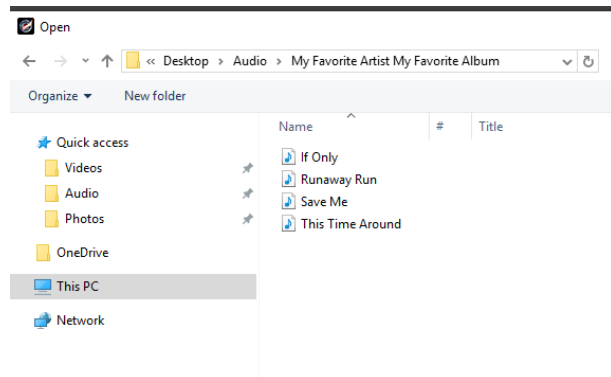 Open
« Desktop > Audio > My Favorite Artist My Favorite Album
Organize New folder
Name # Title
Quick access
Videos
Audio
Photos
OneDrive
This PC
Network
If Only
Runaway Run
Save Me
This Time Around